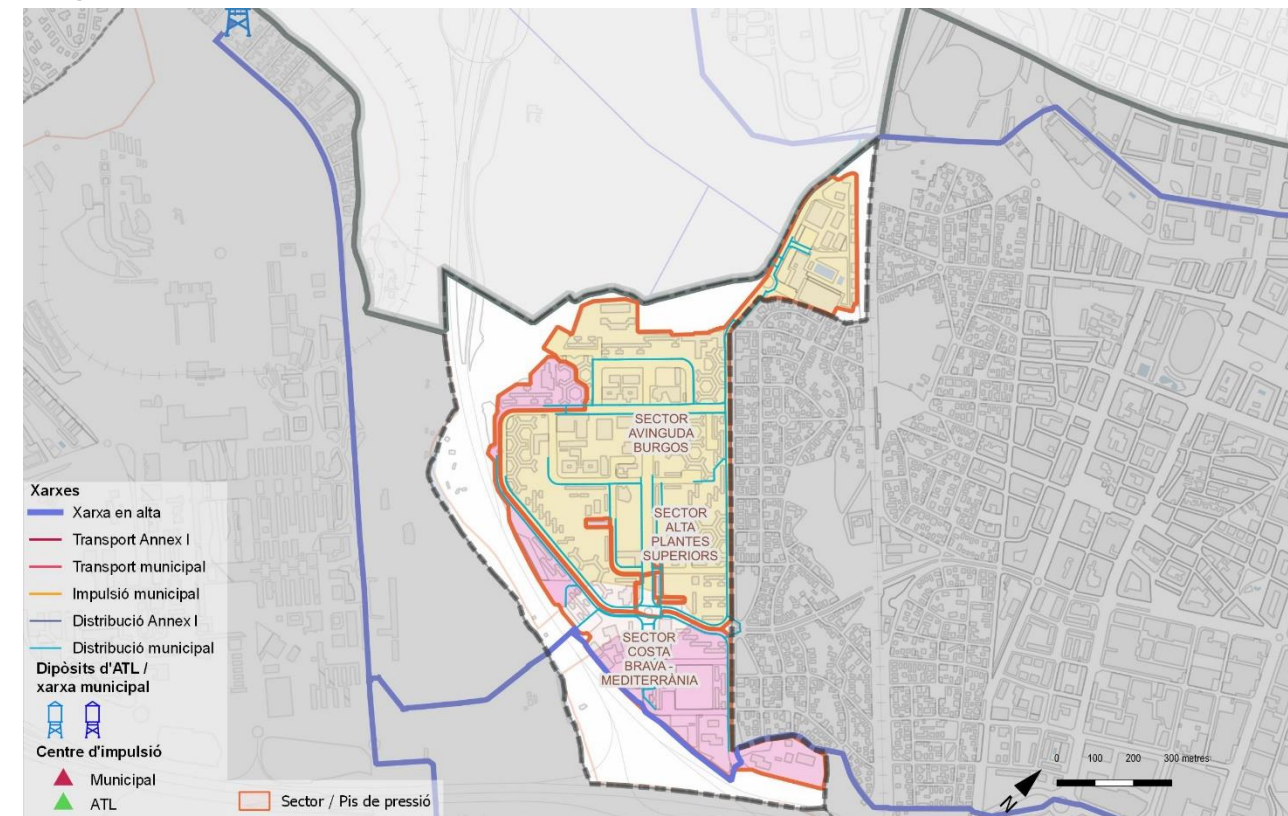 SECTOR
AVINGUDA
BURGOS
SECTOR
ALTA
PLANTES
SUPERIORS
SECTOR
COSTA
BRAVA -
MEDITERRÀNIA
Xarxes
Xarxa en alta
Transport Annex I
Transport municipal
Impulsió municipal
Distribució Annex I
Distribució municipal
Dipòsits d'ATL /
xarxa municipal
Centre d'impulsió
Municipal
ATL
Sector / Pis de pressió
0 100 200 300 metres
N